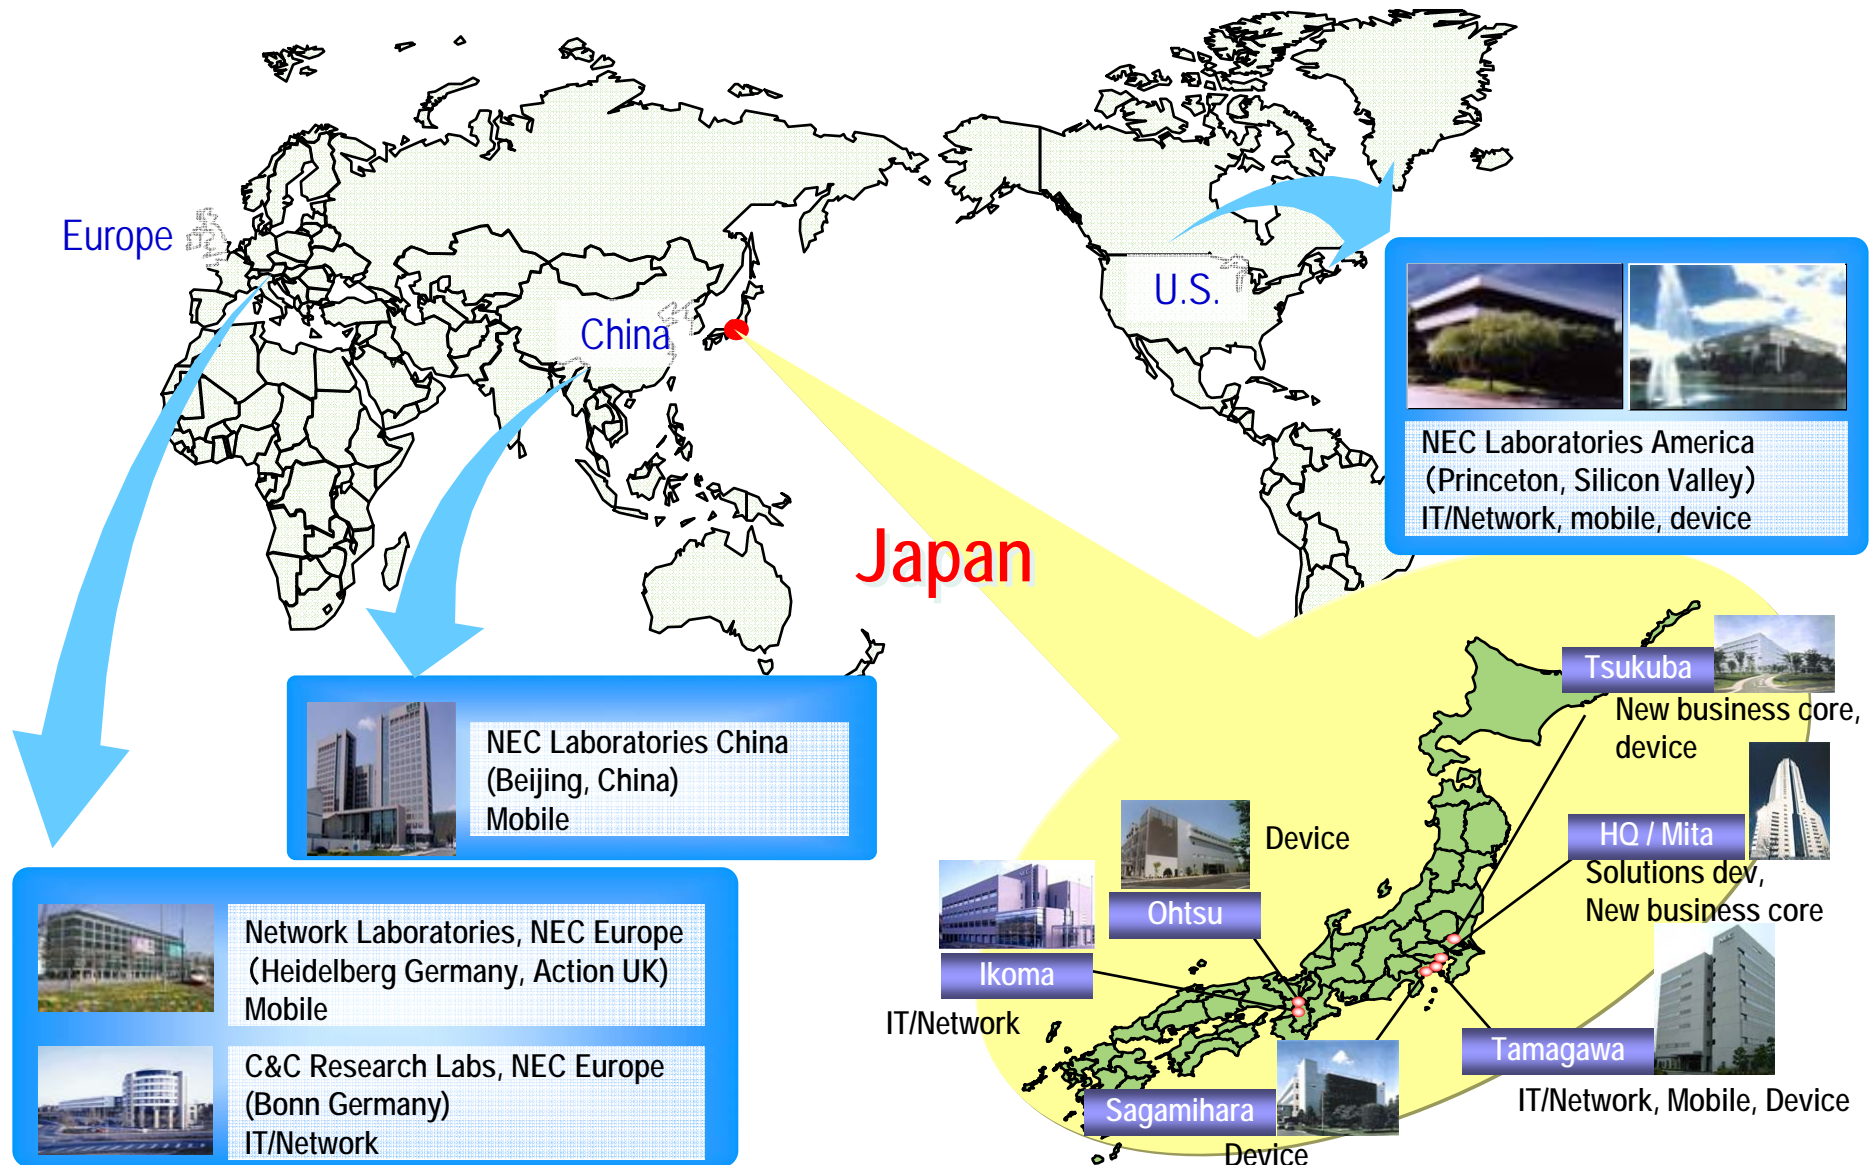 Europe
China
U.S.
Japan
NEC Laboratories America
(Princeton, Silicon Valley)
IT/Network, mobile, device
NEC Laboratories China
(Beijing, China)
Mobile
Network Laboratories, NEC Europe
(Heidelberg Germany, Action UK)
Mobile
C&C Research Labs, NEC Europe
(Bonn Germany)
IT/Network
Tsukuba
New business core,
device
HQ / Mita
Solutions dev,
New business core
Device
Ohtsu
Ikoma
IT/Network
Tamagawa
IT/Network, Mobile, Device
Sagamihara
Device